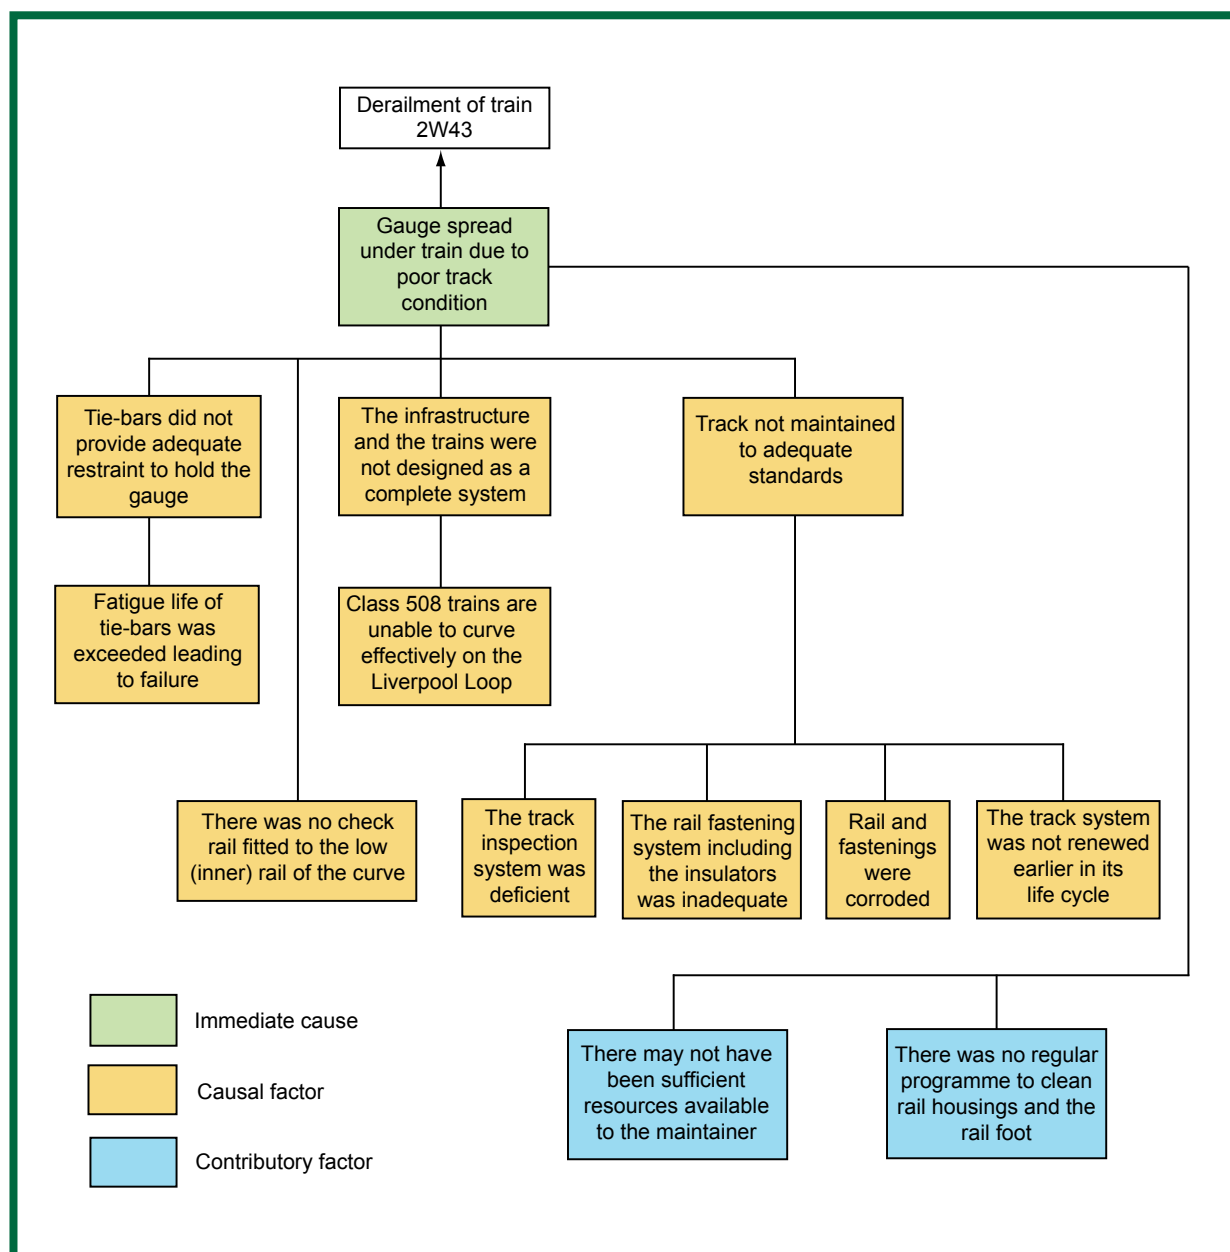 Derailment of train
2W43
Gauge spread
under train due to
poor track
condition
Tie-bars did not
provide adequate
restraint to hold the
gauge
The infrastructure
and the trains were
not designed as a
complete system
Track not maintained
to adequate
standards
Fatigue life of
tie-bars was
exceeded leading
to failure
Class 508 trains are
unable to curve
effectively on the
Liverpool Loop
There was no check
rail fitted to the low
(inner) rail of the curve
The track
inspection
system was
deficient
The rail fastening
system including
the insulators
was inadequate
Rail and
fastenings
were
corroded
The track system
was not renewed
earlier in its
life cycle
Immediate cause
Causal factor
Contributory factor
There may not have
been sufficient
resources available
to the maintainer
There was no regular
programme to clean
rail housings and the
rail foot